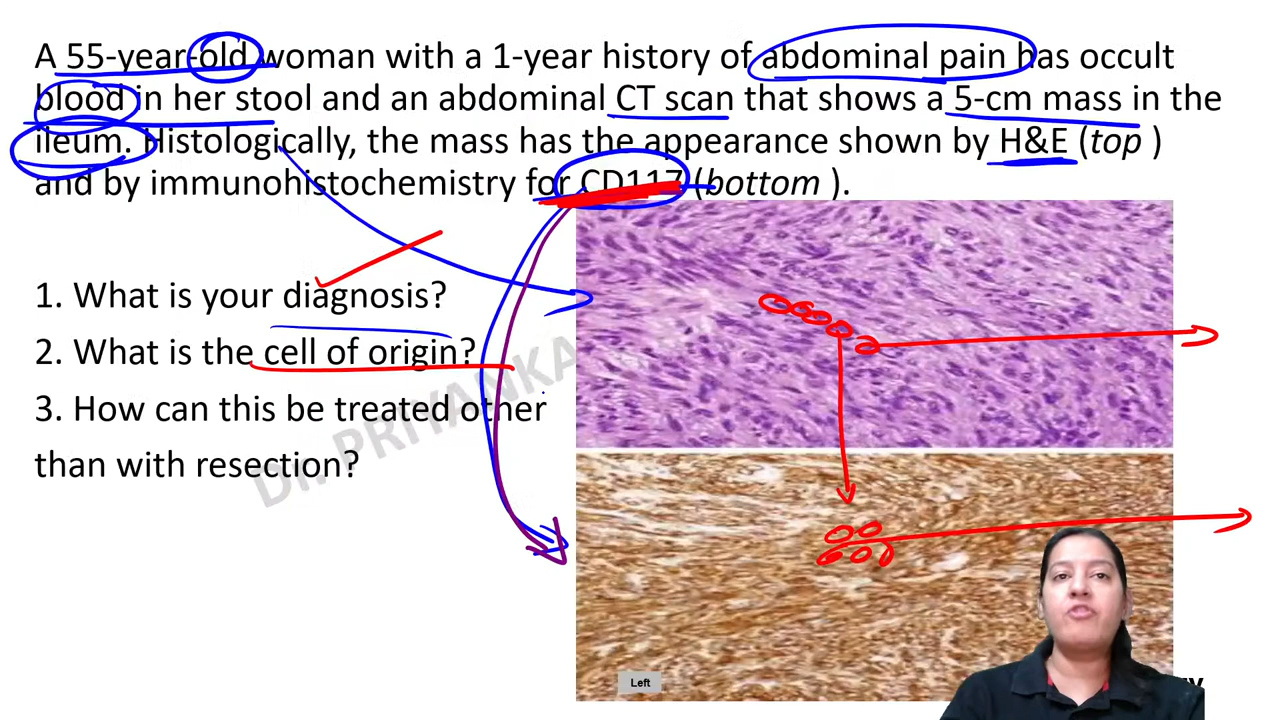 A 55-year-old woman with a 1-year history of abdominal pain has occult
blood in her stool and an abdominal CT scan that shows a 5-cm mass in the
ileum. Histologically, the mass has the appearance shown by H&E (top )
and by immunohistochemistry for CD117 (bottom ).
1. What is your diagnosis?
2. What is the cell of origin?
3. How can this be treated other
than with resection?
Dr. PRIYANKA
Left